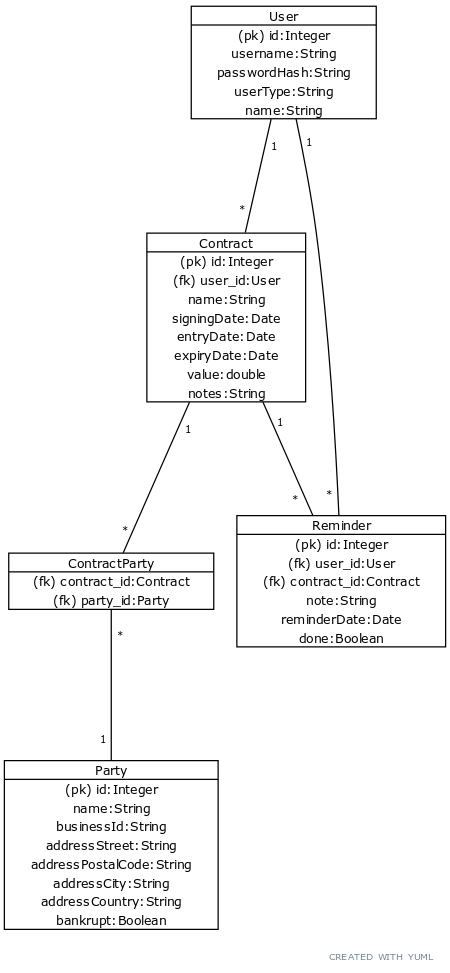 User
(pk) id:Integer
username:String
passwordHash:String
userType:String
name:String
1
1
*
Contract
(pk) id:Integer
(fk) user_id:User
name:String
signingDate:Date
entryDate:Date
expiryDate:Date
value:double
notes:String
1
1
*
*
*
Reminder
(pk) id:Integer
(fk) user_id:User
(fk) contract_id:Contract
note:String
reminderDate:Date
done:Boolean
ContractParty
(fk) contract_id:Contract
(fk) party_id:Party
*
1
Party
(pk) id:Integer
name:String
businessId:String
addressStreet:String
addressPostalCode:String
addressCity:String
addressCountry:String
bankrupt:Boolean
CREATED WITH YUML